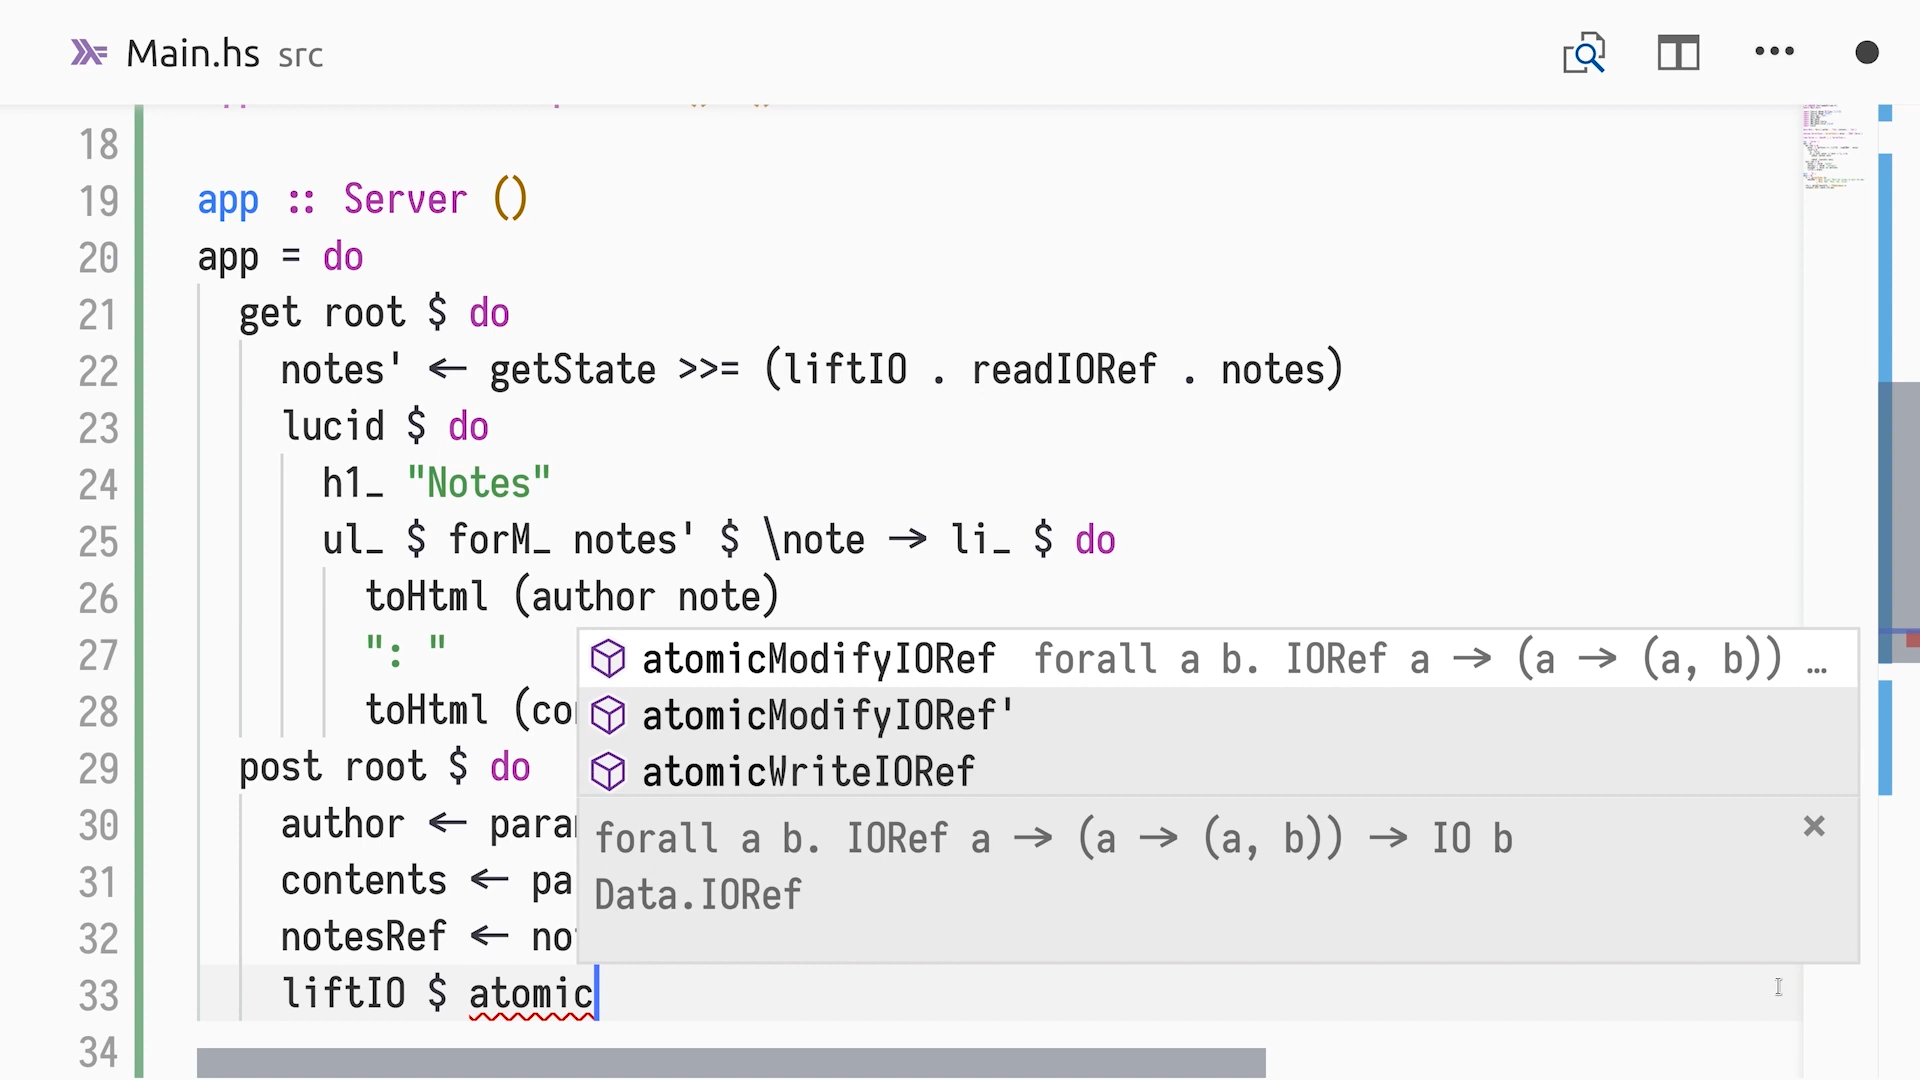 Main.hs src
18
19 app :: Server ()
20 app = do
21 get root $ do
22 notes' ← getState >>= (liftIO . readIORef . notes)
23 lucid $ do
24 h1_ "Notes"
25 ul_ $ forM_ notes' $ \note → li_ $ do
26 toHtml (author note)
27 ": "
28 toHtml (co
29 post root $ do
30 author ← para
31 contents ← pa
32 notesRef ← no
33 liftIO $ atomic
34
atomicModifyIORef forall a b. IORef a → (a → (a, b)) …
atomicModifyIORef'
atomicWriteIORef
forall a b. IORef a → (a → (a, b)) → IO b
Data.IORef